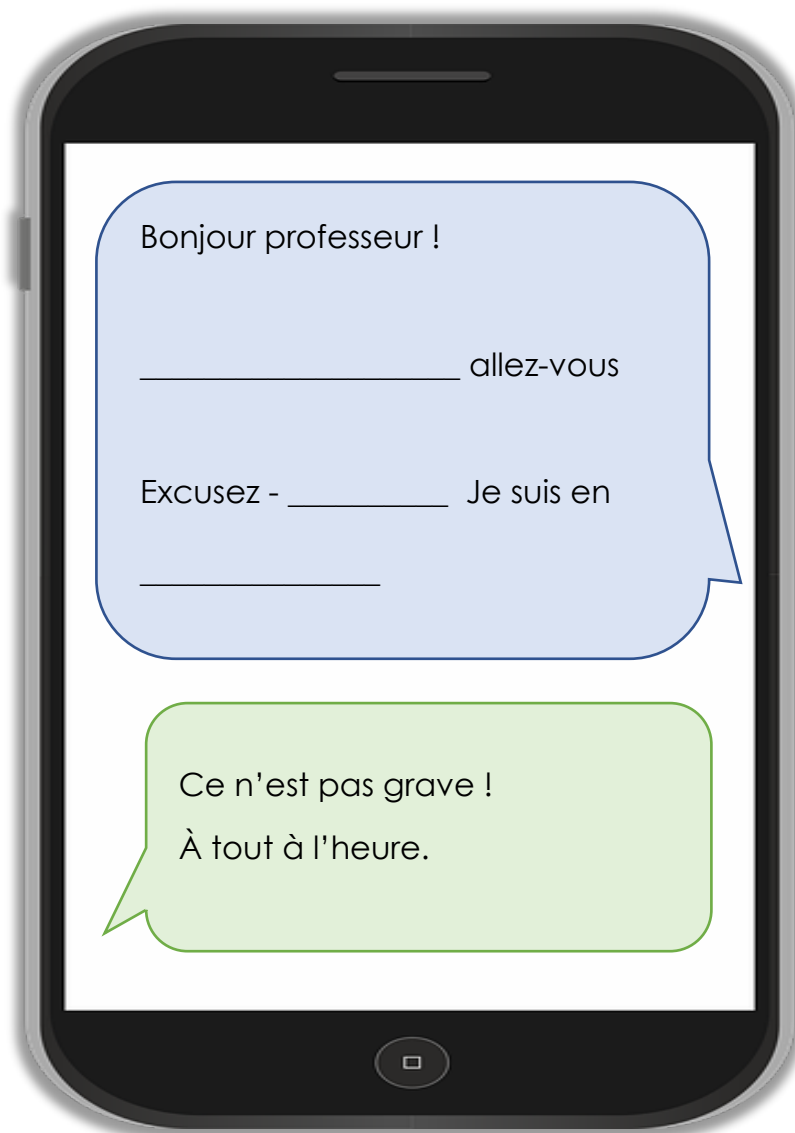 Bonjour professeur !
____________________ allez-vous
Excusez - __________ Je suis en
_______________
Ce n’est pas grave !
À tout à l’heure.